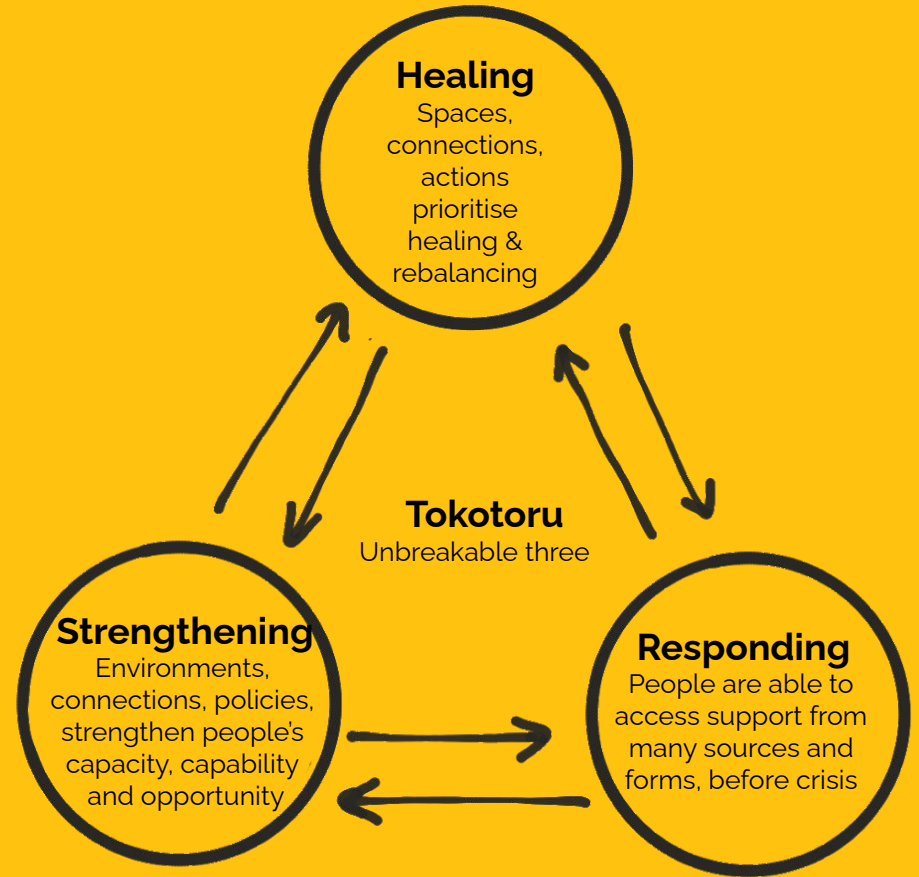 Healing
Spaces,
connections,
actions
prioritise
healing &
rebalancing
Tokotoru
Unbreakable three
Strengthening
Environments,
connections, policies,
strengthen people's
capacity, capability
and opportunity
Responding
People are able to
access support from
many sources and
forms, before crisis